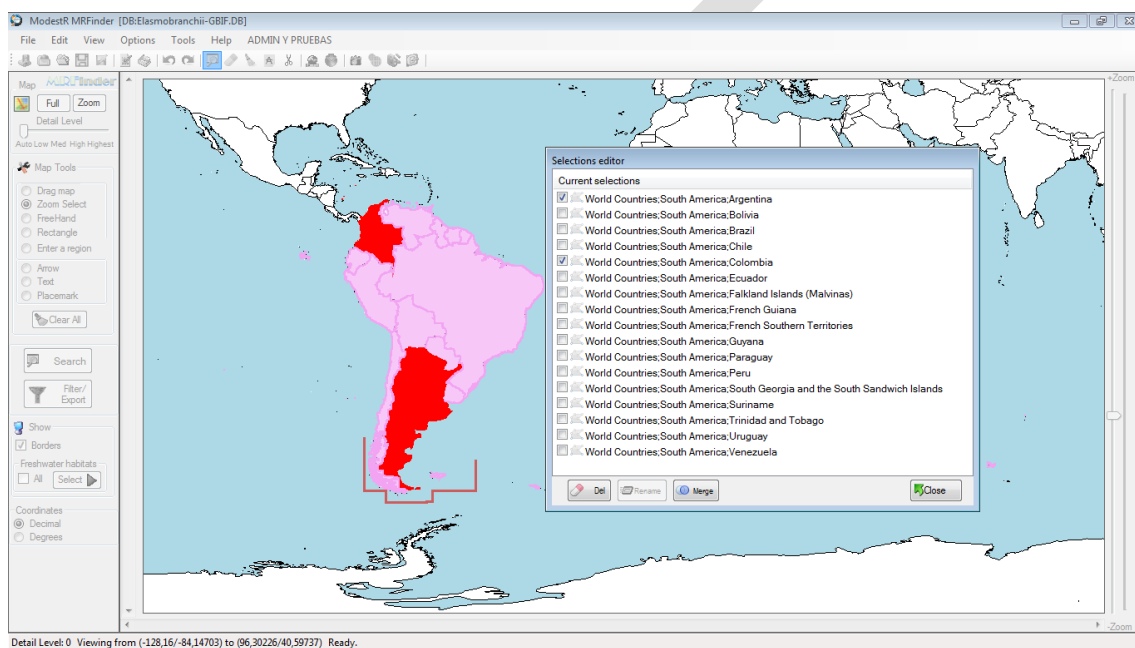 ModestR MRFinder [DB:Elasmobranchii-GBIF.DB]
File Edit View Options Tools Help ADMIN Y PRUEBAS
Map MRFinder
Full Zoom
Detail Level
Auto Low Med High Highest
Map Tools
Drag map
Zoom Select
FreeHand
Rectangle
Enter a region
Arrow
Text
Placemark
Clear All
Search
Filter/
Export
Show
Borders
Freshwater habitats
All Select
Coordinates
Decimal
Degrees
+Zoom
Selections editor
Current selections
World Countries;South America;Argentina
World Countries;South America;Bolivia
World Countries;South America;Brazil
World Countries;South America;Chile
World Countries;South America;Colombia
World Countries;South America;Ecuador
World Countries;South America;Falkland Islands (Malvinas)
World Countries;South America;French Guiana
World Countries;South America;French Southern Territories
World Countries;South America;Guyana
World Countries;South America;Paraguay
World Countries;South America;Peru
World Countries;South America;South Georgia and the South Sandwich Islands
World Countries;South America;Suriname
World Countries;South America;Trinidad and Tobago
World Countries;South America;Uruguay
World Countries;South America;Venezuela
Del Rename Merge Close
-Zoom
Detail Level: 0 Viewing from (-128,16/-84,14703) to (96,30226/40,59737) Ready.